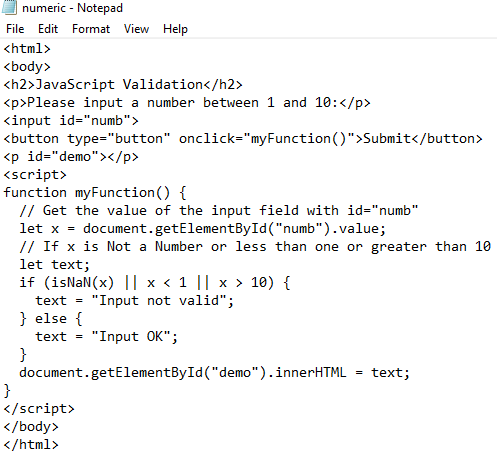 numeric - Notepad
File Edit Format View Help
<html>
<body>
<h2>JavaScript Validation</h2>
<p>Please input a number between 1 and 10:</p>
<input id="numb">
<button type="button" onclick="myFunction()">Submit</button>
<p id="demo"></p>
<script>
function myFunction() {
  // Get the value of the input field with id="numb"
  let x = document.getElementById("numb").value;
  // If x is Not a Number or less than one or greater than 10
  let text;
  if (isNaN(x) || x < 1 || x > 10) {
    text = "Input not valid";
  } else {
    text = "Input OK";
  }
  document.getElementById("demo").innerHTML = text;
}
</script>
</body>
</html>